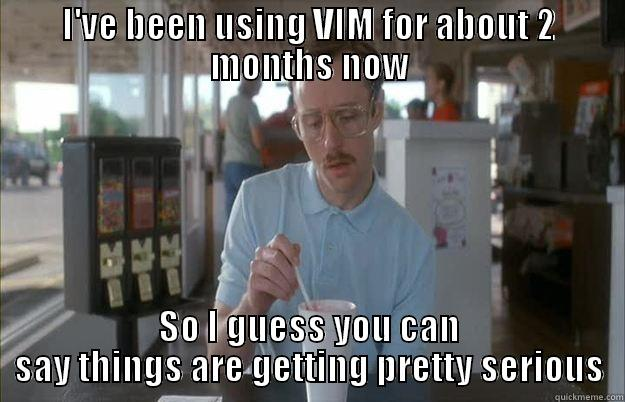 I've been using VIM for about 2
months now
So I guess you can
say things are getting pretty serious
quickmeme.com